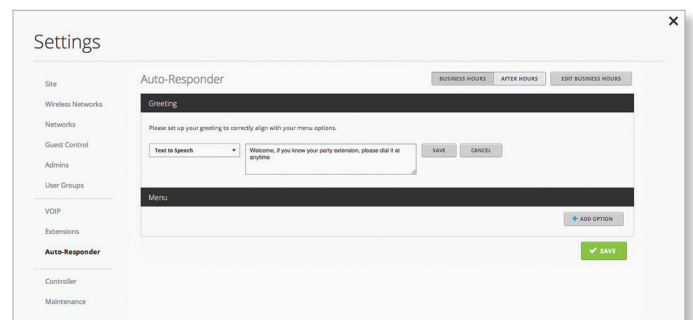 Settings
Site
Wireless Networks
Networks
Guest Control
Admins
User Groups
VOIP
Extensions
Auto-Responder
Controller
Maintenance
Auto-Responder
BUSINESS HOURS
AFTER HOURS
EDIT BUSINESS HOURS
Greeting
Please set up your greeting to correctly align with your menu options.
Text to Speech
Welcome, if you know your party extension, please dial it at
anytime
SAVE
CANCEL
Menu
+ ADD OPTION
SAVE